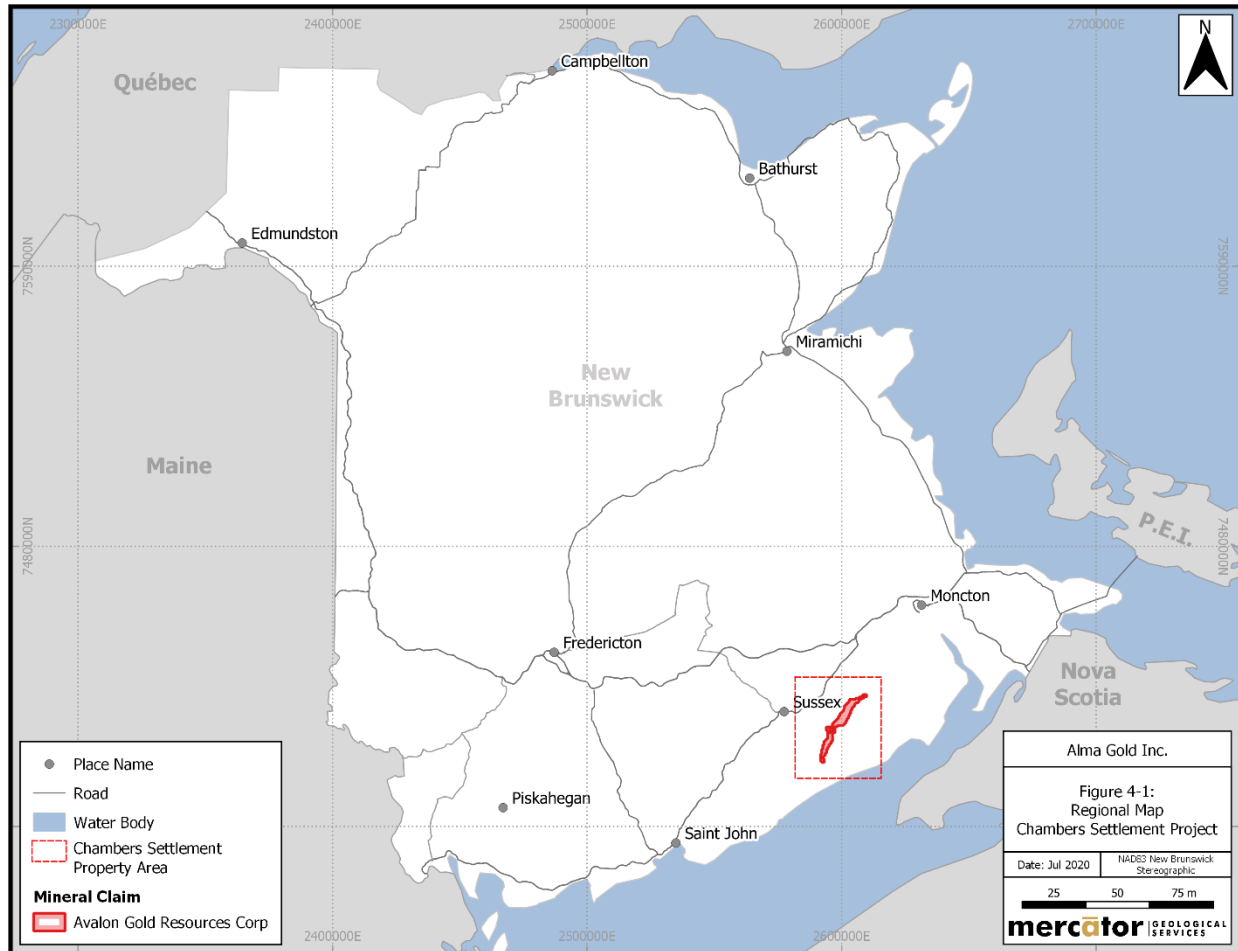 2300000E
2400000E
2500000E
2600000E
2700000E
N
Québec
Campbellton
Bathurst
Edmundston
7590000N
7590000N
Miramichi
New
Brunswick
Maine
P.E.I.
7480000N
7480000N
Moncton
Fredericton
Nova
Scotia
Sussex
Piskahegan
Saint John
Place Name
Road
Water Body
Chambers Settlement
Property Area
Mineral Claim
Avalon Gold Resources Corp
Alma Gold Inc.
Figure 4-1:
Regional Map
Chambers Settlement Project
Date: Jul 2020
NAD83 New Brunswick
Stereographic
25 50 75 m
mercātor GEOLOGICAL
SERVICES
2400000E
2500000E
2600000E